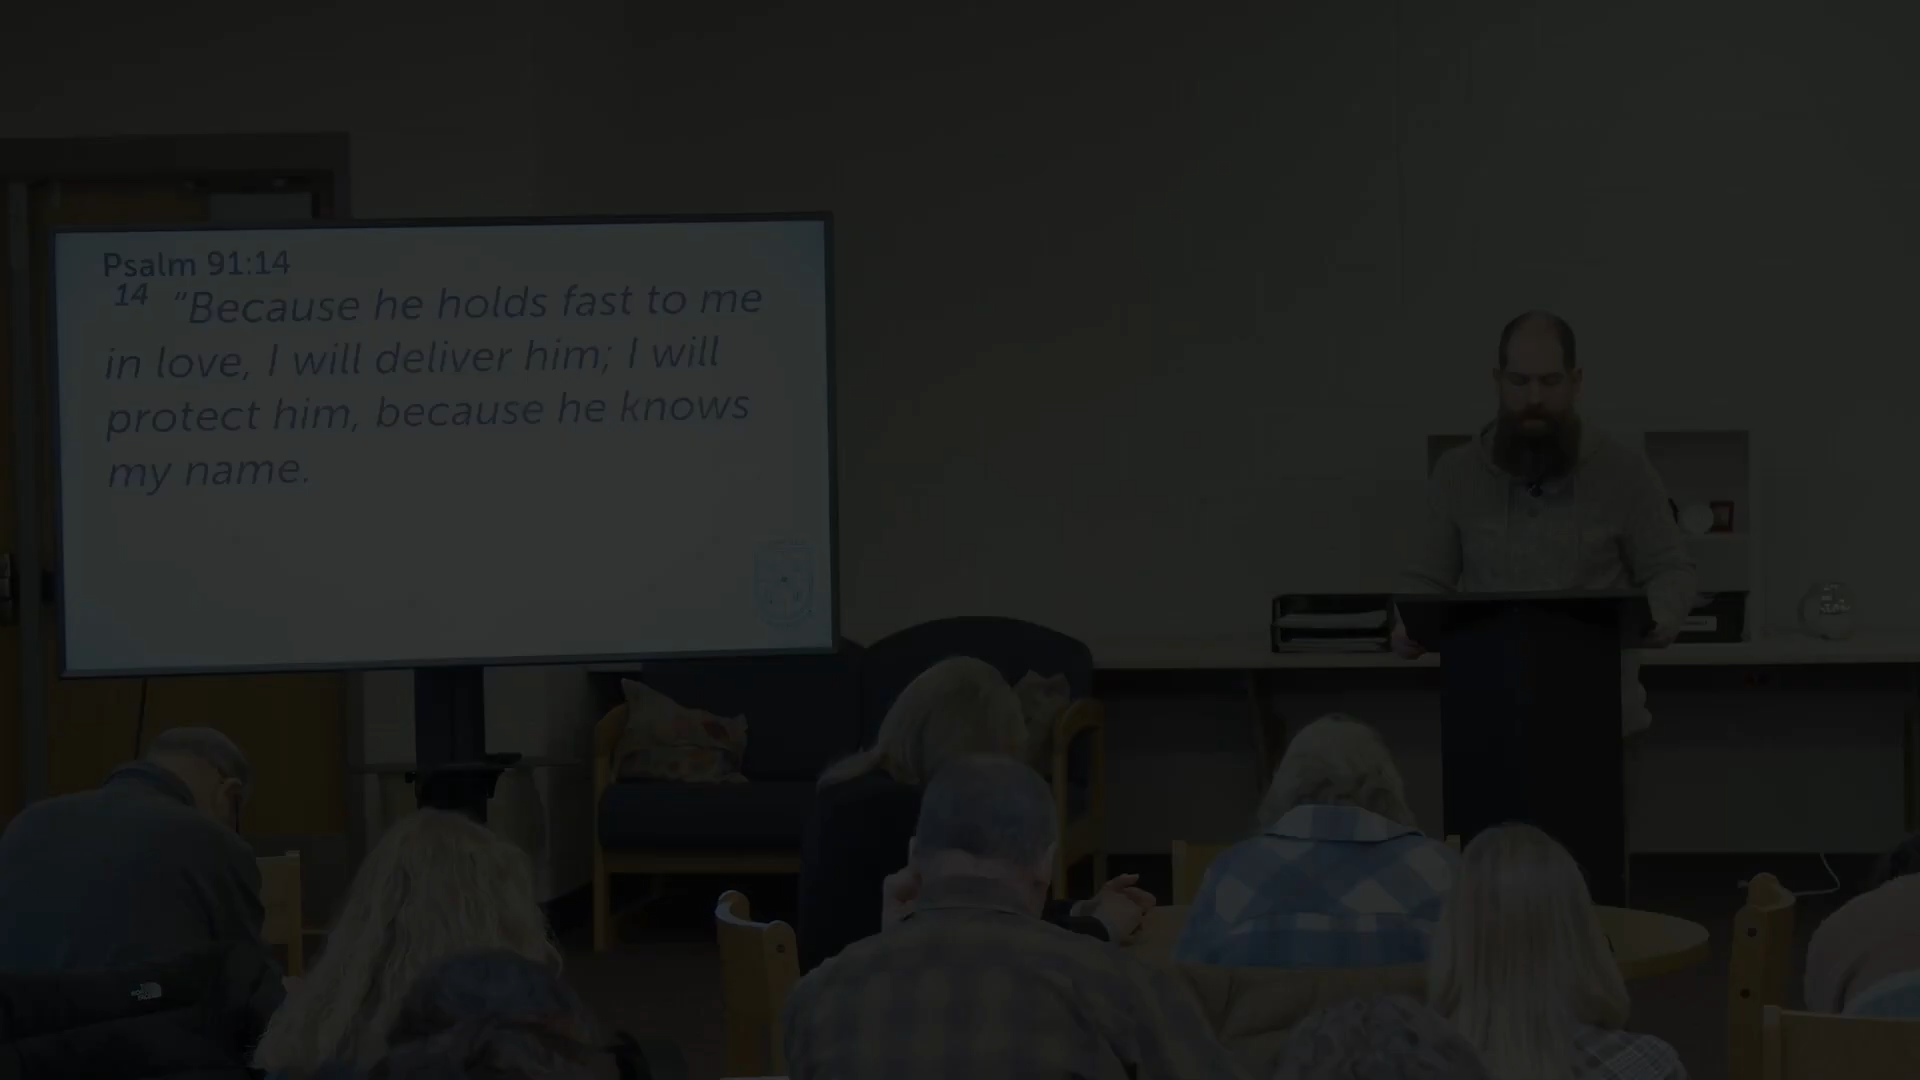 Psalm 91:14
14 “Because he holds fast to me
in love, I will deliver him; I will
protect him, because he knows
my name.